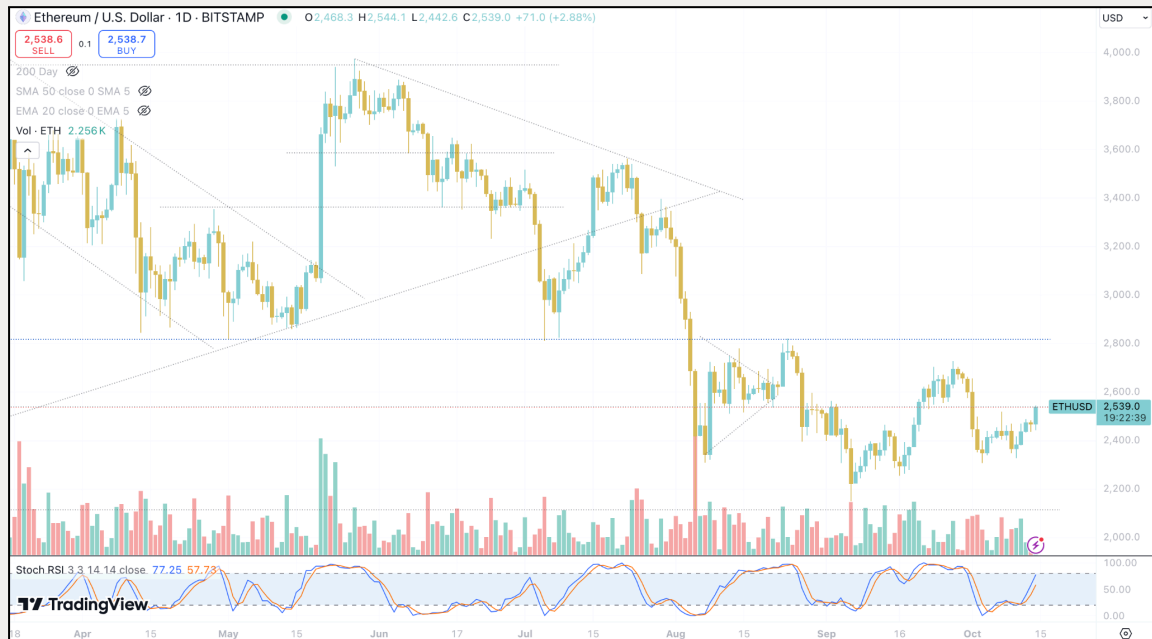 Ethereum / U.S. Dollar · 1D · BITSTAMP O2,468.3 H2,544.1 L2,442.6 C2,539.0 +71.0 (+2.88%)
USD
2,538.6
SELL
0.1
2,538.7
BUY
200 Day
SMA 50 close 0 SMA 5
EMA 20 close 0 EMA 5
Vol · ETH 2.256K
4,000.0
3,800.0
3,600.0
3,400.0
3,200.0
3,000.0
2,800.0
2,600.0
ETHUSD 2,539.0
19:22:39
2,400.0
2,200.0
2,000.0
Stoch RSI 3 3 14 14 close 77.25 57.73
100.00
50.00
0.00
TradingView
18 Apr 15 May 15 Jun 17 Jul 15 Aug 15 Sep 16 Oct 15